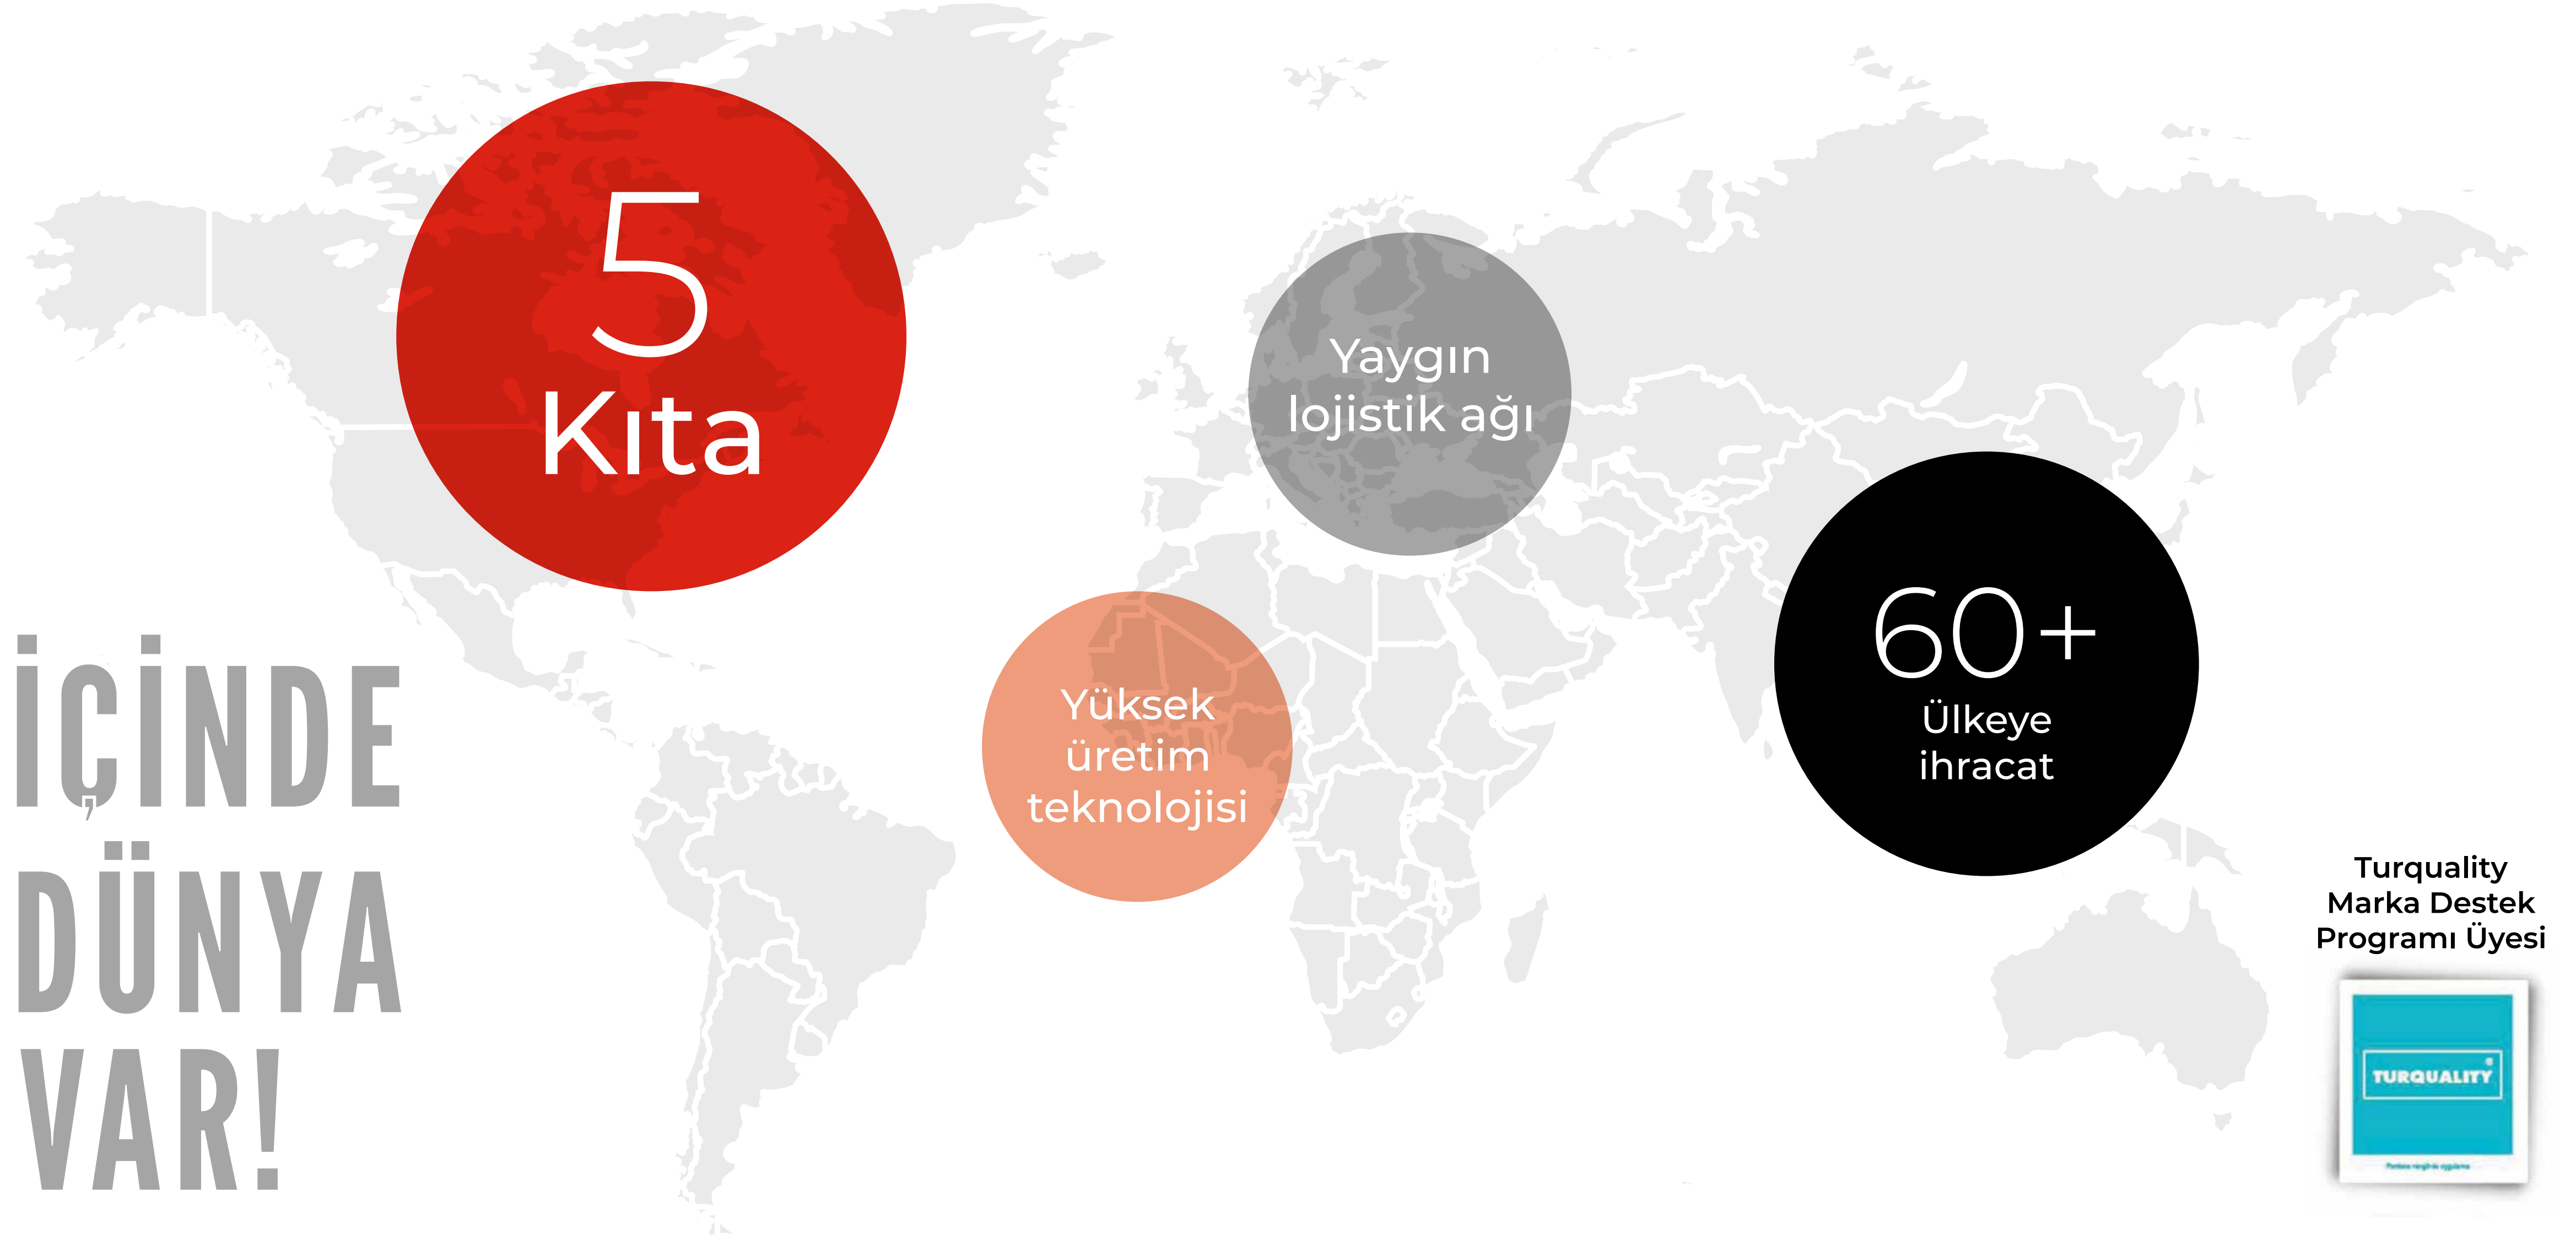 5
Kıta
Yaygın
lojistik ağı
60+
Ülkeye
ihracat
Yüksek
üretim
teknolojisi
İÇİNDE
DÜNYA
VAR!
Turquality
Marka Destek
Programı Üyesi
TURQUALITY